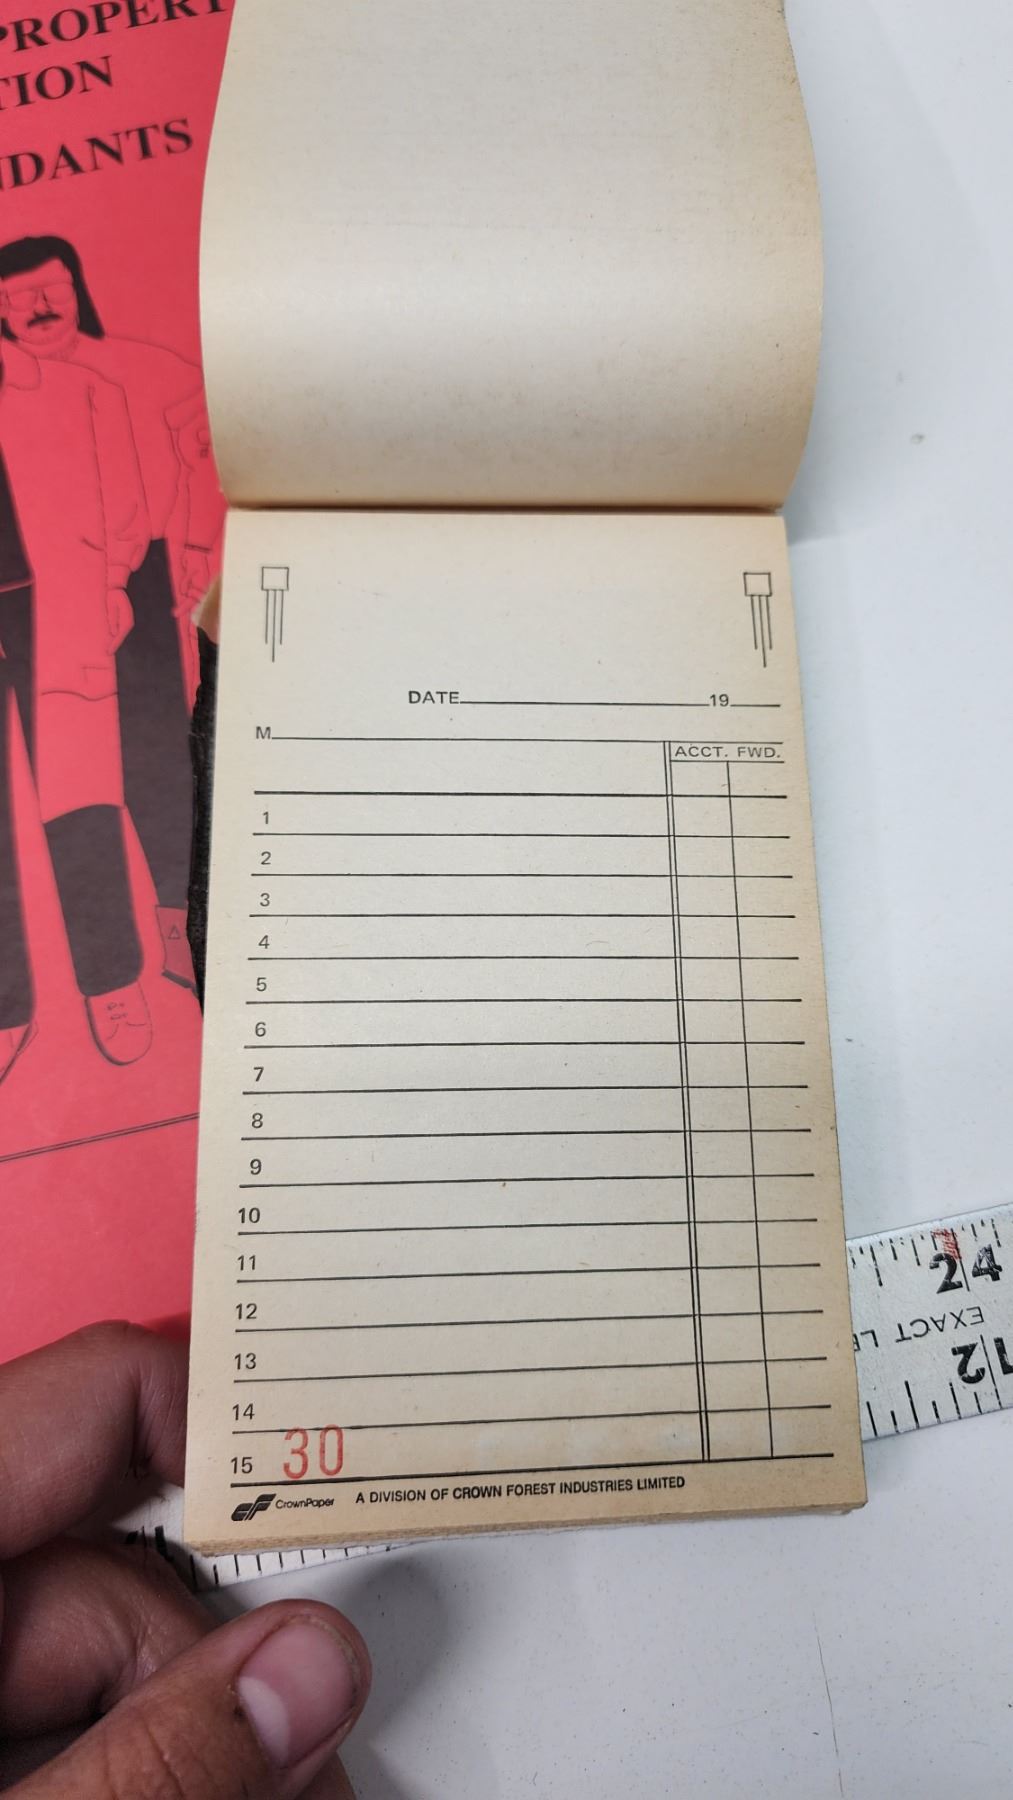 PROPERT
TION
NDANTS
DATE 19
M
ACCT. FWD.
1
2
3
4
5
6
7
8
9
10
11
12
13
14
15 30
CrownPaper A DIVISION OF CROWN FOREST INDUSTRIES LIMITED
24
EXACT LE
12